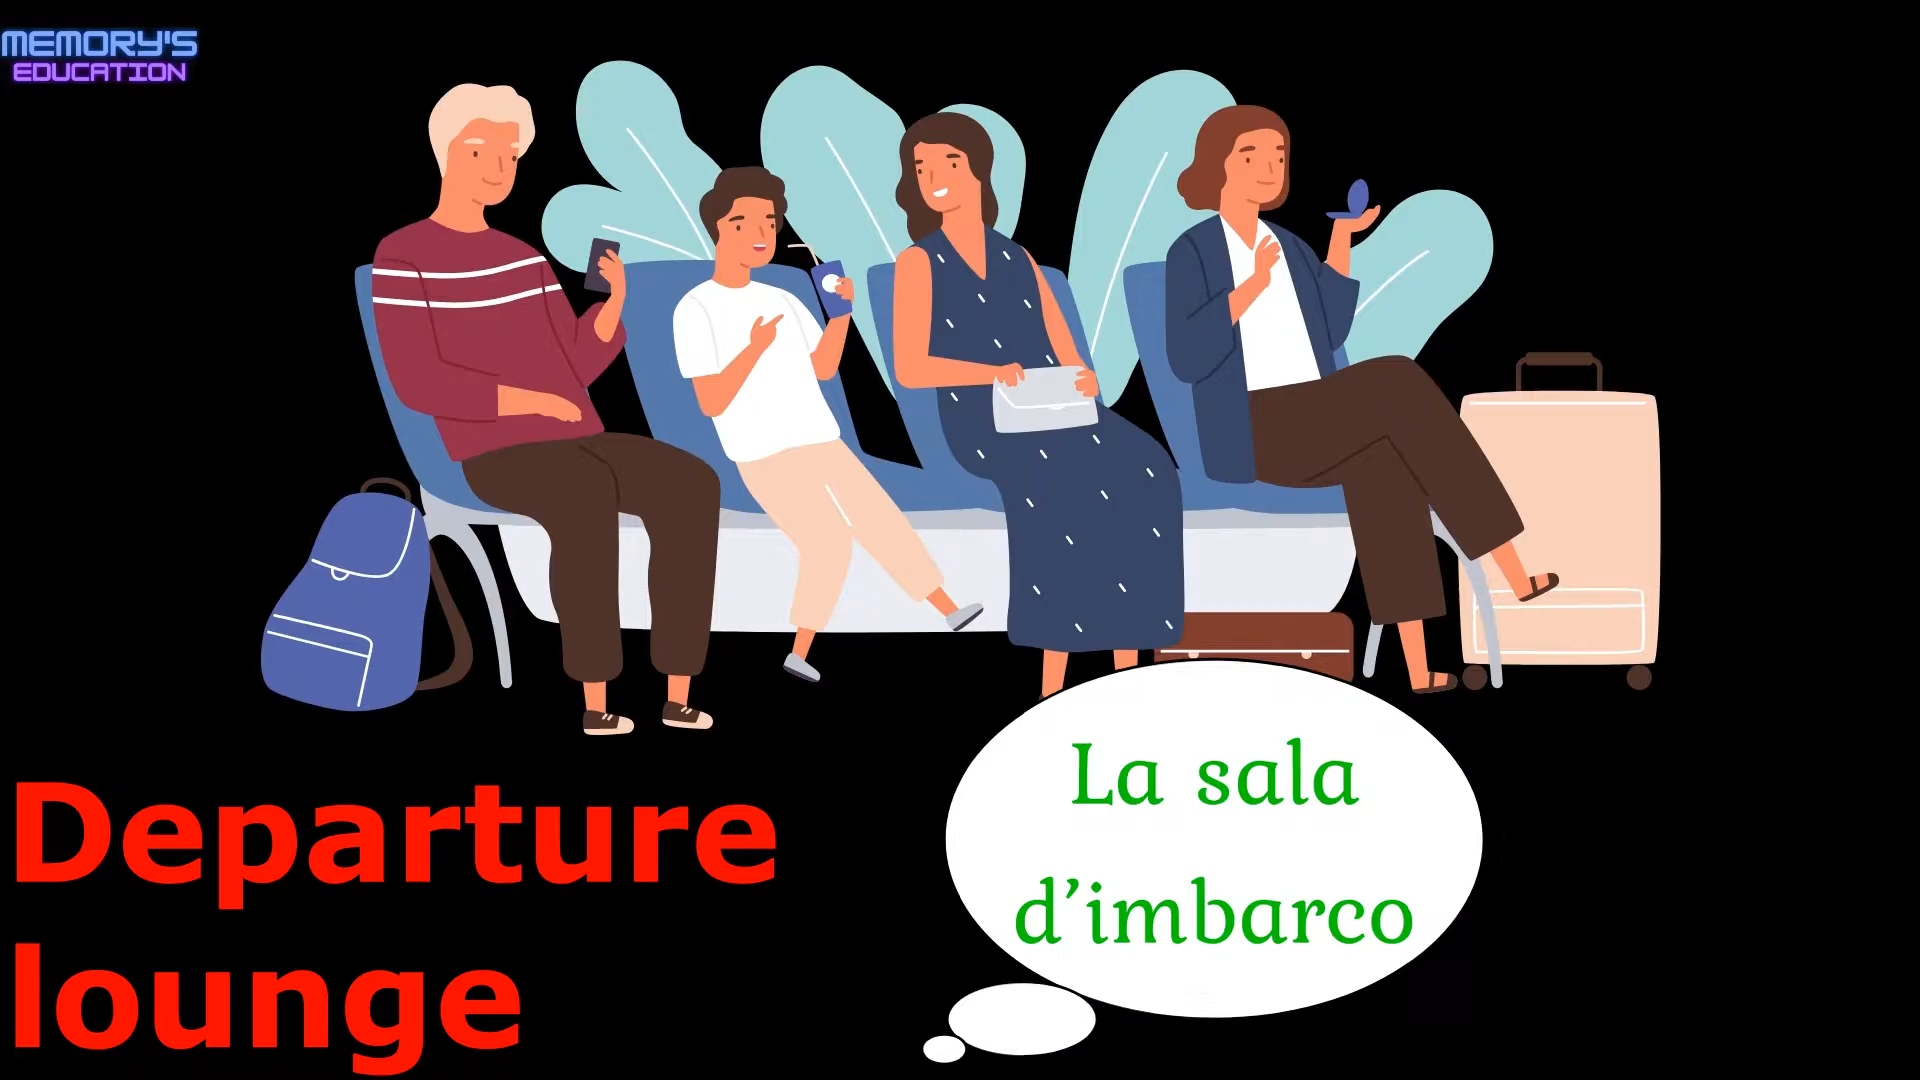 MEMORY'S
EDUCATION
Departure
lounge
La sala
d’imbarco